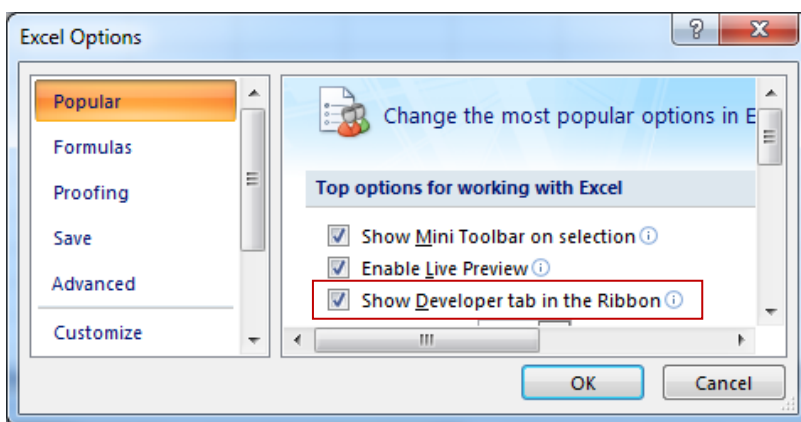 Excel Options
Popular
Formulas
Proofing
Save
Advanced
Customize
Change the most popular options in E
Top options for working with Excel
Show Mini Toolbar on selection
Enable Live Preview
Show Developer tab in the Ribbon
OK
Cancel